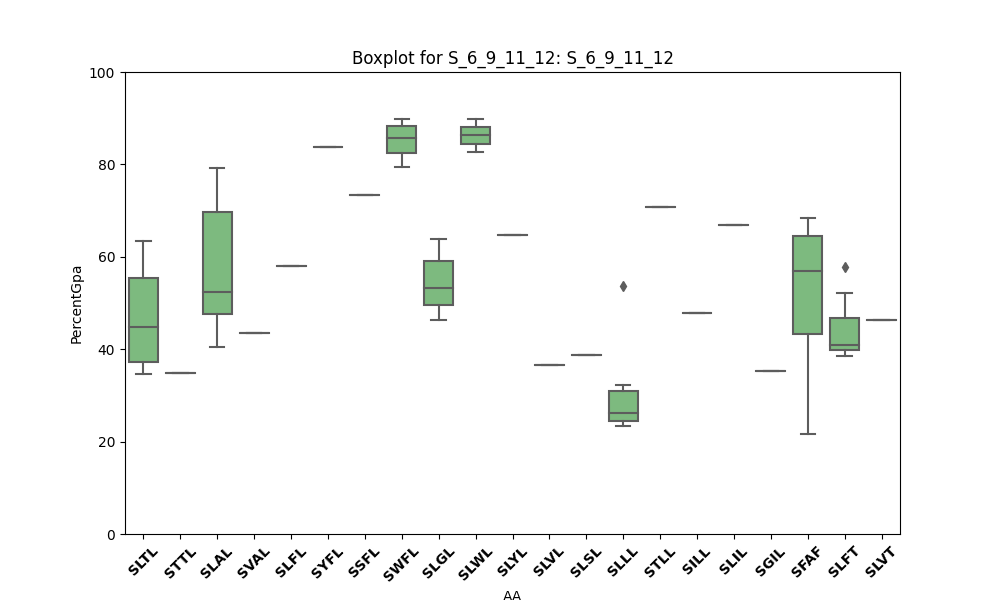 Boxplot for S_6_9_11_12: S_6_9_11_12
100
80
60
40
20
0
PercentGpa
SLTL STTL SLAL SVAL SLFL SYFL SSFL SWFL SLGL SLWL SLYL SLVL SLSL SLLL STLL SILL SLIL SGIL SFAF SLFT SLVT
AA